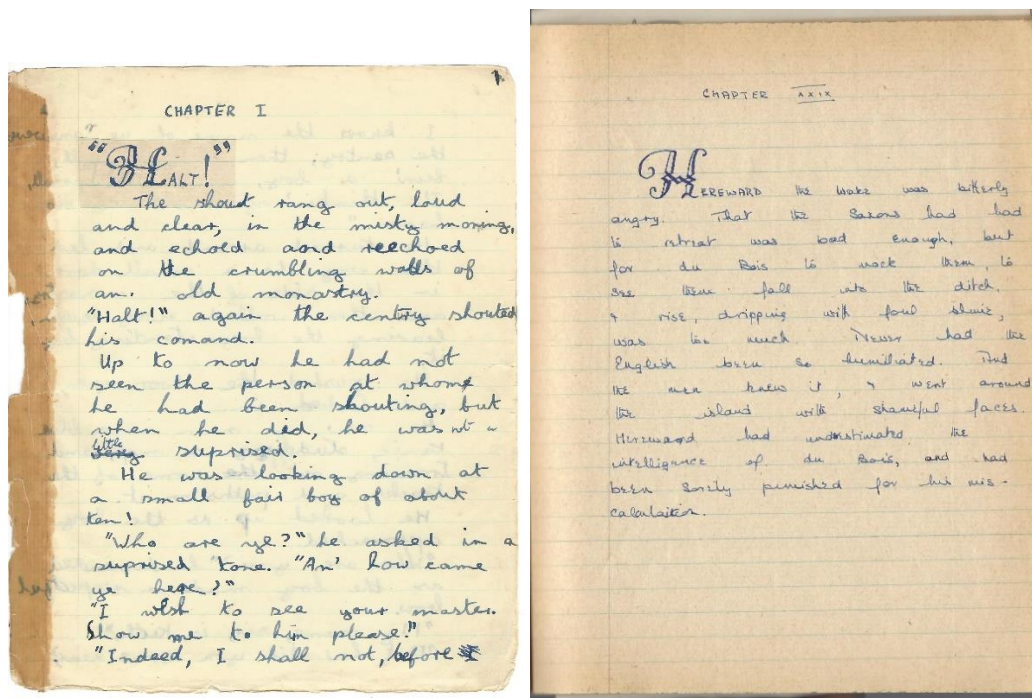 1
CHAPTER I
"HALT!"
The shout rang out, loud
and clear, in the misty moring,
and echold aond reechoed
on the crumbling walls of
an. old monastry.
"Halt!" again the centry shouted
his comand.
Up to now he had not
seen the person at whom
he had been shouting, but
when he did, he was not a
little suprised.
He was looking down at
a small fair boy of about
ten!
"Who are ye?" he asked in a
suprised tone. "An' how came
ye here?"
"I wish to see your master.
Show me to him please!"
"Indeed, I shall not, before I
CHAPTER XXIX
HEREWARD the wake was bitterly
angry. That the Saxons had had
to retreat was bad enough, but
for du Bois to mock them, to
see them fall into the ditch,
& rise, dripping with foul slime,
was too much. Never had the
English been so humiliated. And
the men knew it, & went around
the island with shameful faces.
Hereward had underestimated the
intelligence of du Bois, and had
been sorely punished for his mis-
calculation.